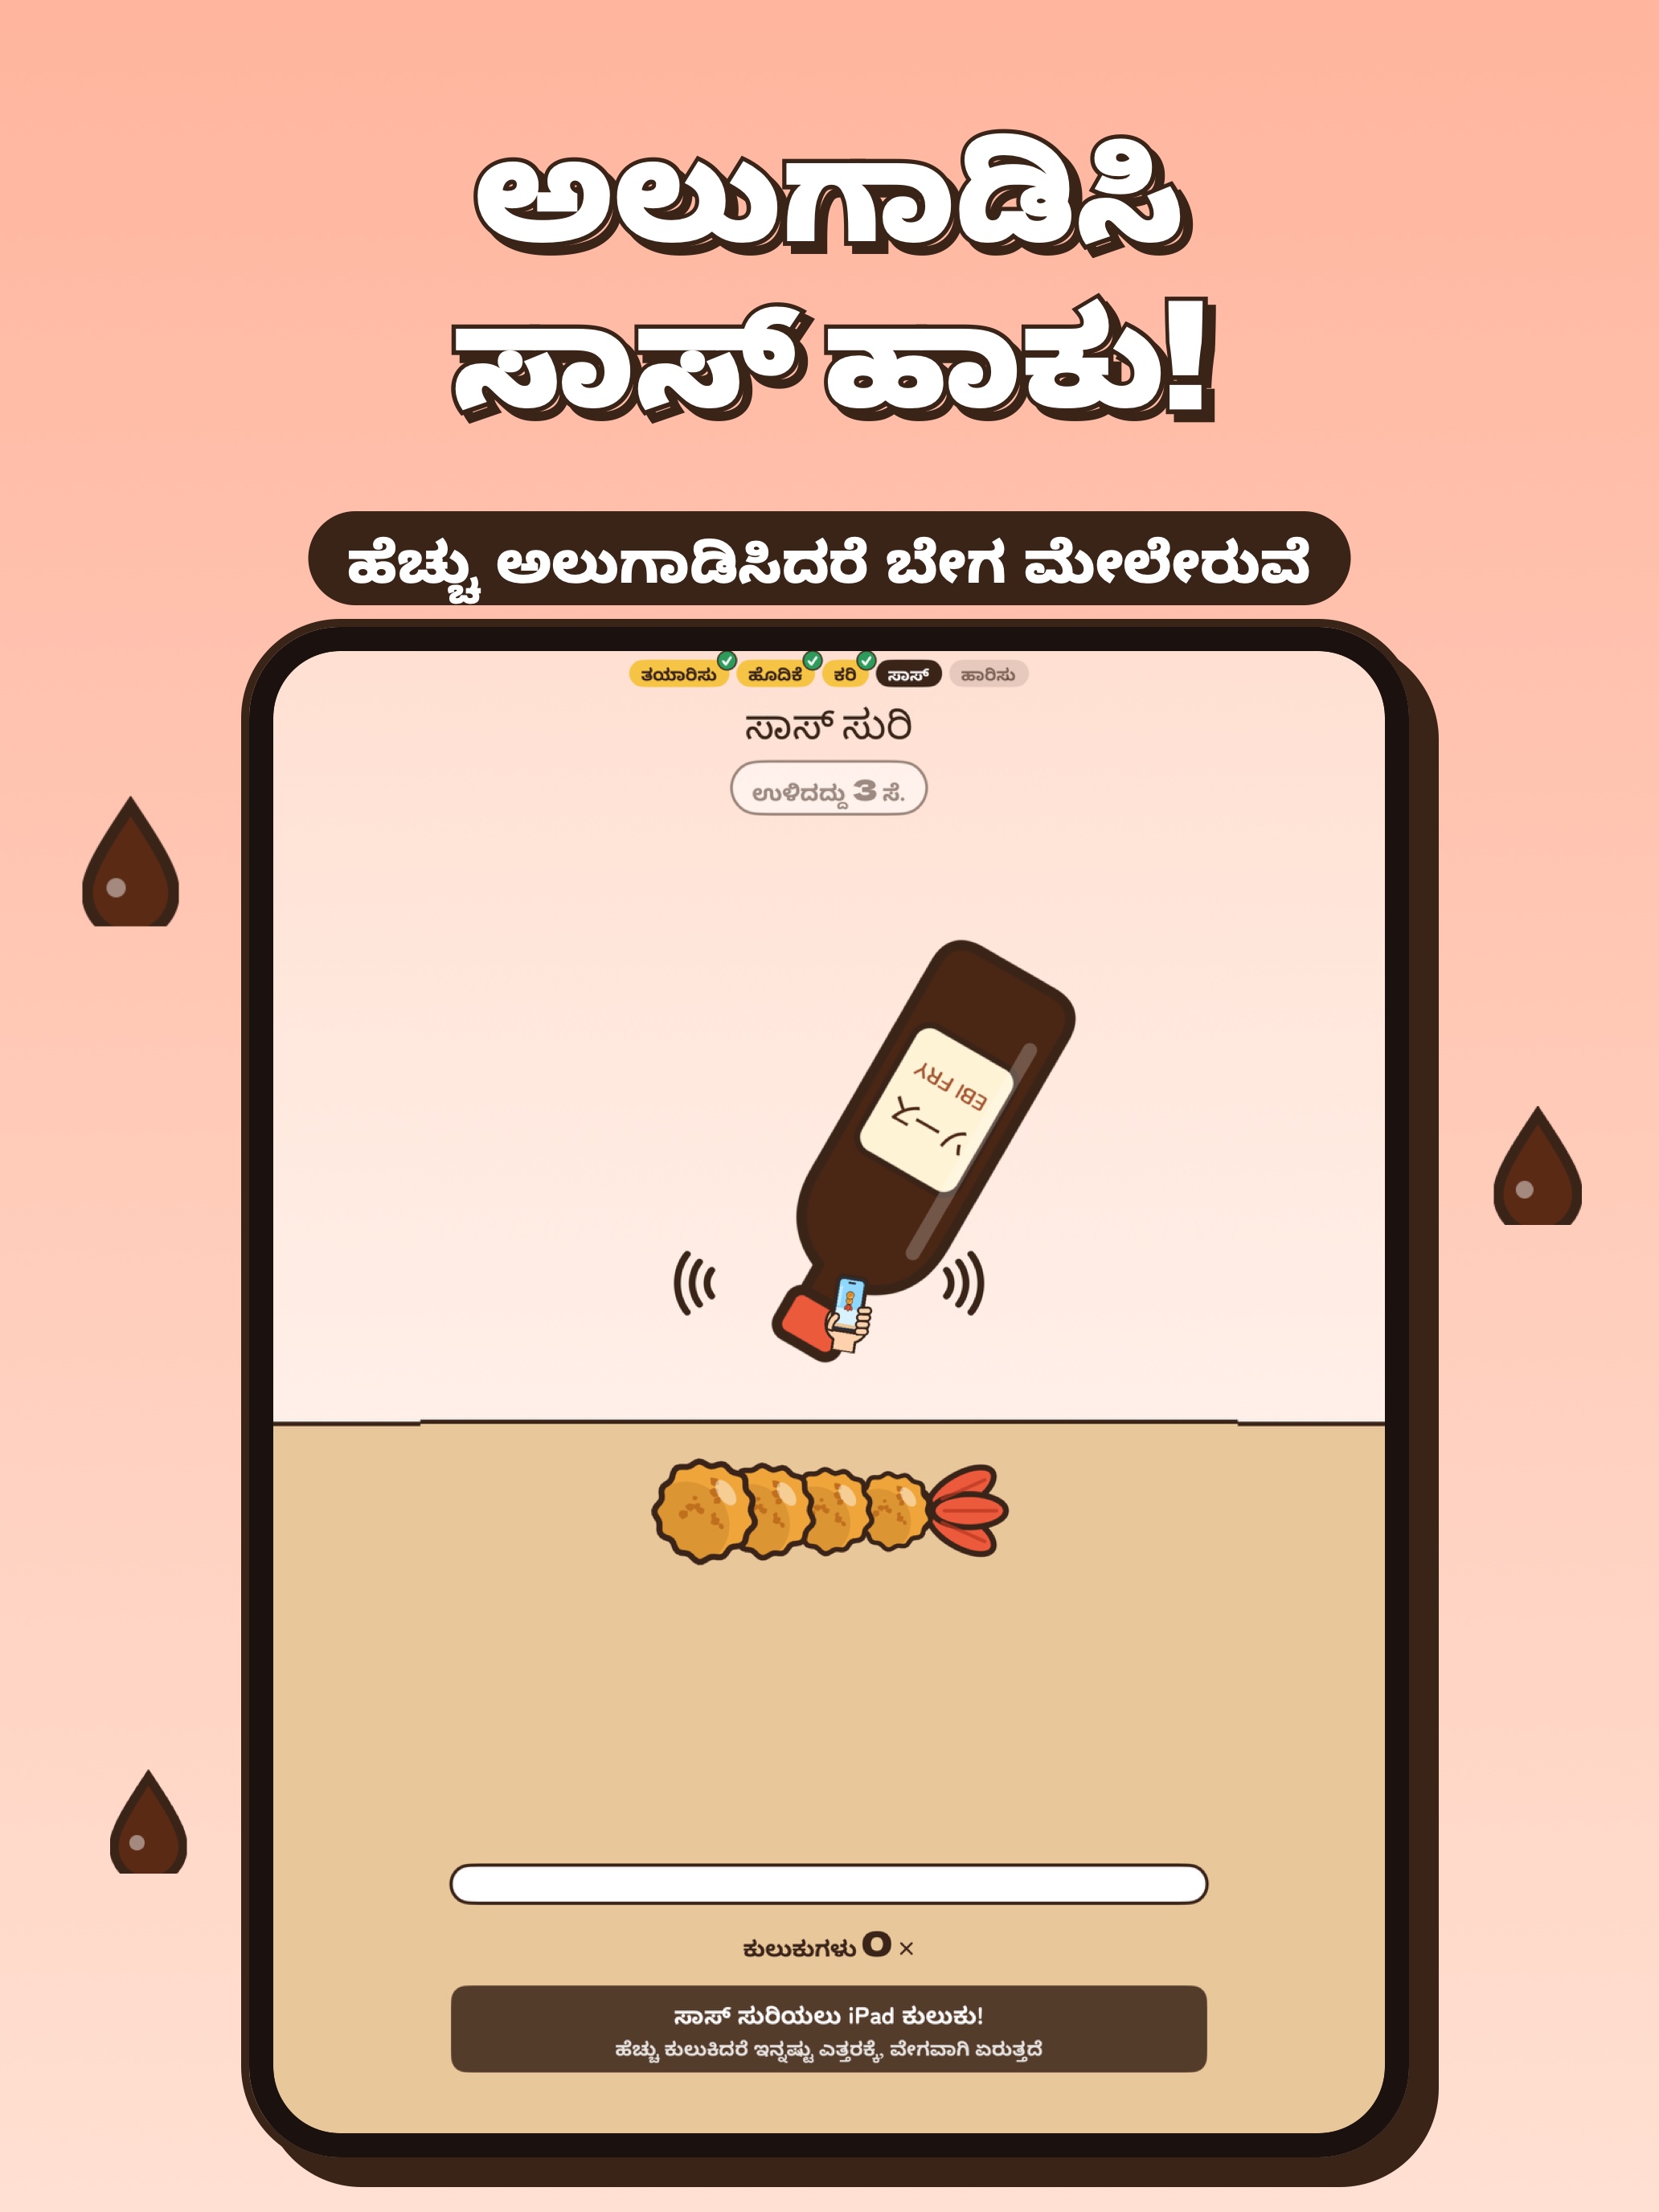 ಅಲುಗಾಡಿಸಿ
ಸಾಸ್ ಹಾಕು!
ಹೆಚ್ಚು ಅಲುಗಾಡಿಸಿದರೆ ಬೇಗ ಮೇಲೇರುವೆ
ತಯಾರಿಸು ಹೊದಿಕೆ ಕರಿ ಸಾಸ್ ಹಾರಿಸು
ಸಾಸ್ ಸುರಿ
ಉಳಿದದ್ದು 3 ಸೆ.
ソース
EBI FRY
ಕುಲುಕುಗಳು 0 ×
ಸಾಸ್ ಸುರಿಯಲು iPad ಕುಲುಕು!
ಹೆಚ್ಚು ಕುಲುಕಿದರೆ ಇನ್ನಷ್ಟು ಎತ್ತರಕ್ಕೆ, ವೇಗವಾಗಿ ಏರುತ್ತದೆ